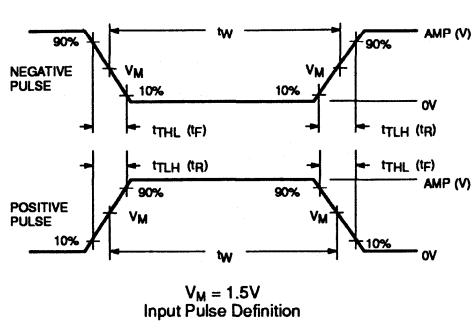 tW
AMP (V)
90%
90%
NEGATIVE
PULSE
VM
VM
10%
10%
0V
tTHL (tF)
tTLH (tR)
tTLH (tR)
tTHL (tF)
AMP (V)
90%
90%
POSITIVE
PULSE
VM
VM
10%
10%
tW
0V
VM = 1.5V
Input Pulse Definition